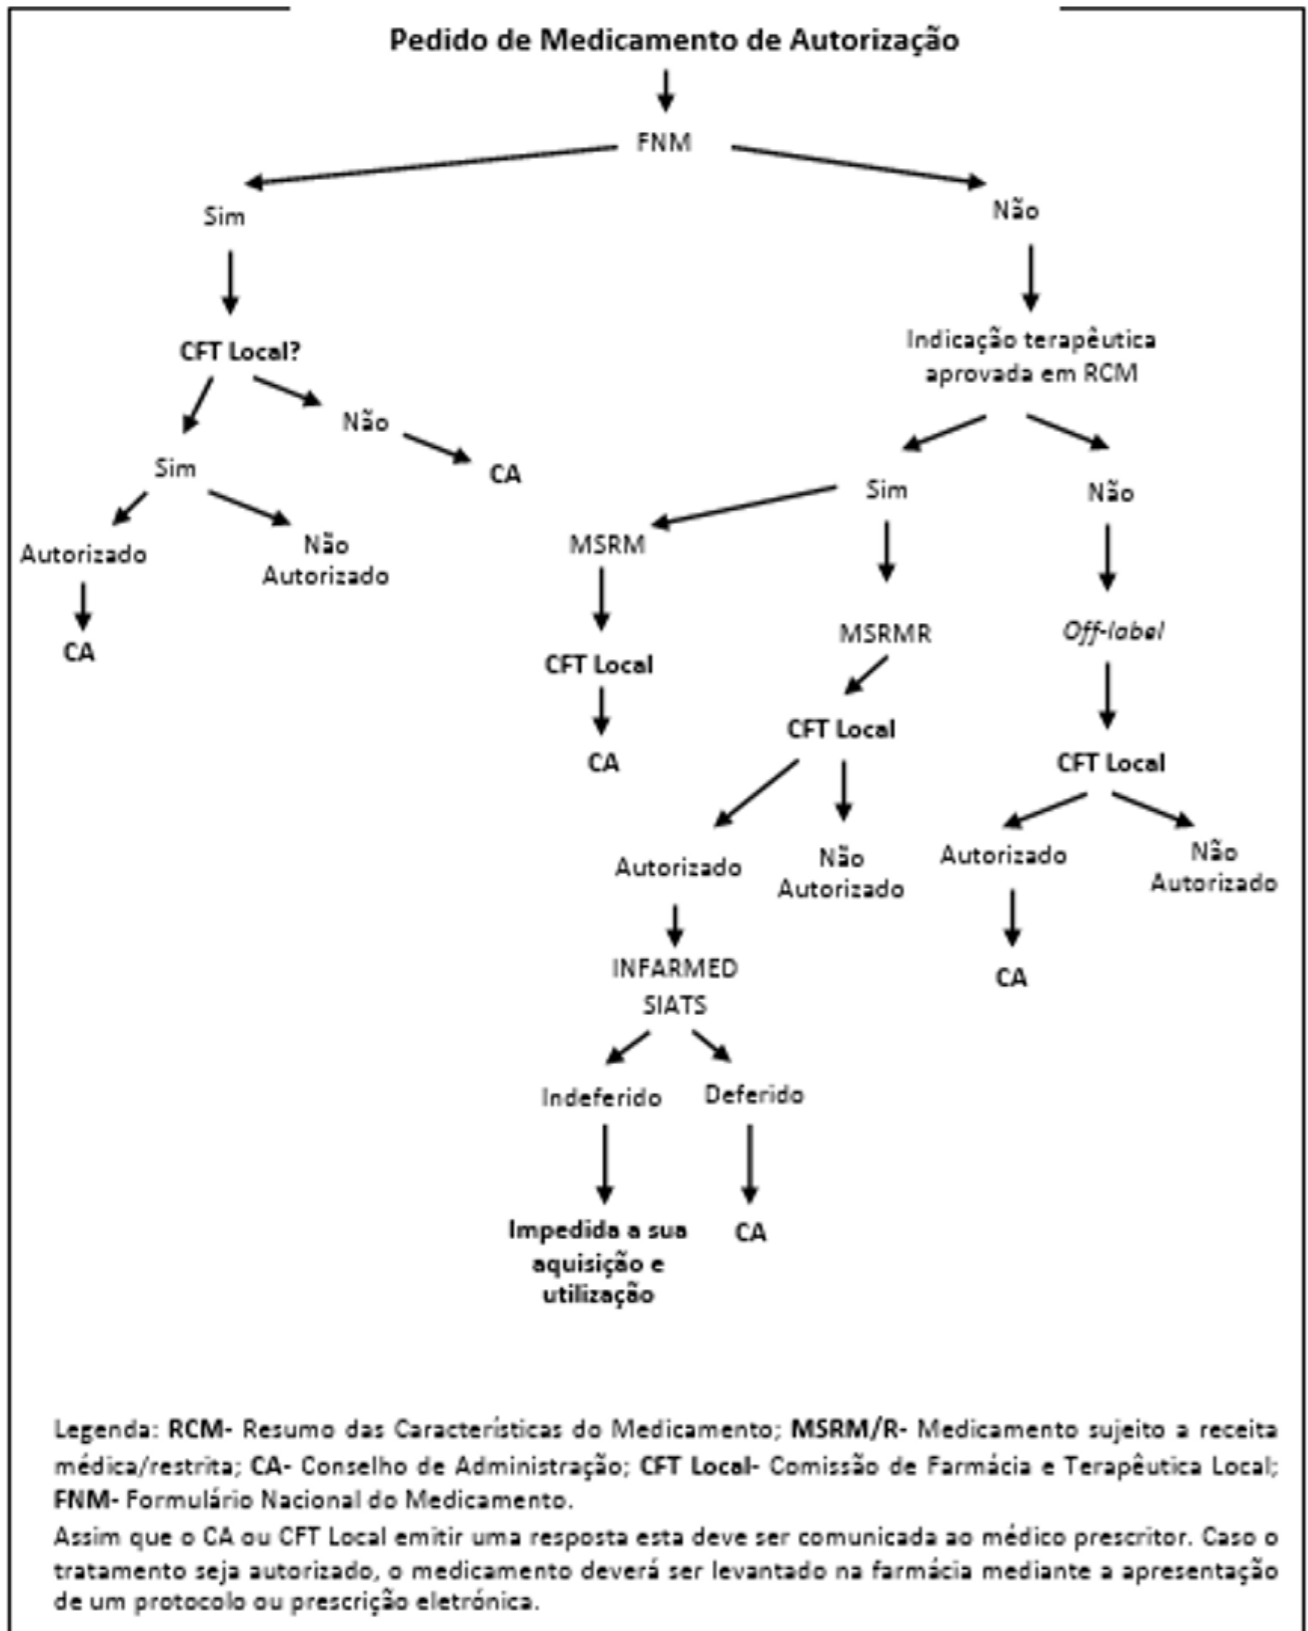 Pedido de Medicamento de Autorização
FNM
Sim
Não
CFT Local?
Indicação terapêutica
aprovada em RCM
Não
Sim
CA
Sim
Não
Autorizado
Não
Autorizado
MSRM
CA
MSRMR
Off-label
CFT Local
CFT Local
CA
CFT Local
Autorizado
Não
Autorizado
Autorizado
Não
Autorizado
INFARMED
SIATS
CA
Indeferido
Deferido
Impedida a sua
aquisição e
utilização
CA
Legenda: RCM- Resumo das Características do Medicamento; MSRM/R- Medicamento sujeito a receita
médica/restrita; CA- Conselho de Administração; CFT Local- Comissão de Farmácia e Terapêutica Local;
FNM- Formulário Nacional do Medicamento.
Assim que o CA ou CFT Local emitir uma resposta esta deve ser comunicada ao médico prescritor. Caso o
tratamento seja autorizado, o medicamento deverá ser levantado na farmácia mediante a apresentação
de um protocolo ou prescrição eletrónica.